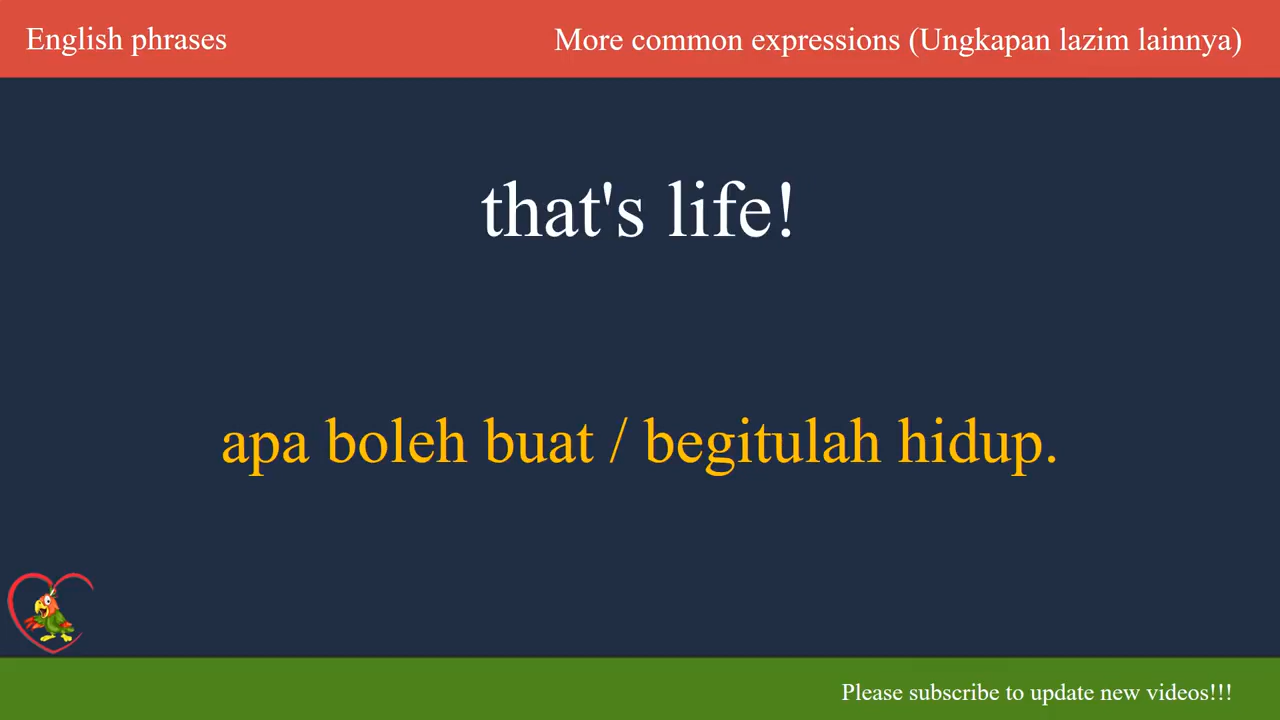 English phrases
More common expressions (Ungkapan lazim lainnya)
that's life!
apa boleh buat / begitulah hidup.
Please subscribe to update new videos!!!